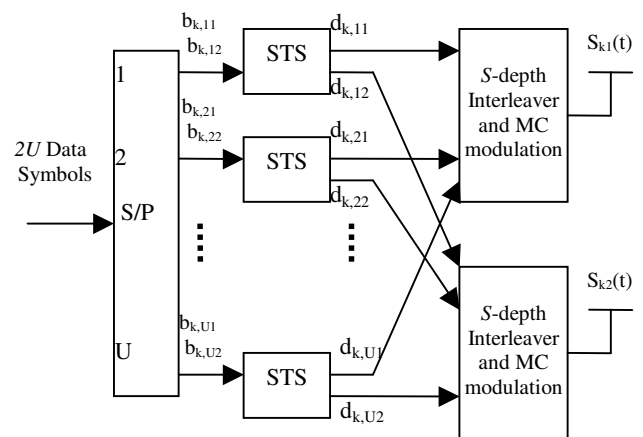 b_{k,11}
b_{k,12}
STS
d_{k,11}
d_{k,12}
S_{k1}(t)
1
S-depth
Interleaver
and MC
modulation
b_{k,21}
b_{k,22}
STS
d_{k,21}
d_{k,22}
2
2U Data
Symbols
S/P
S_{k2}(t)
S-depth
Interleaver
and MC
modulation
b_{k,U1}
b_{k,U2}
U
STS
d_{k,U1}
d_{k,U2}